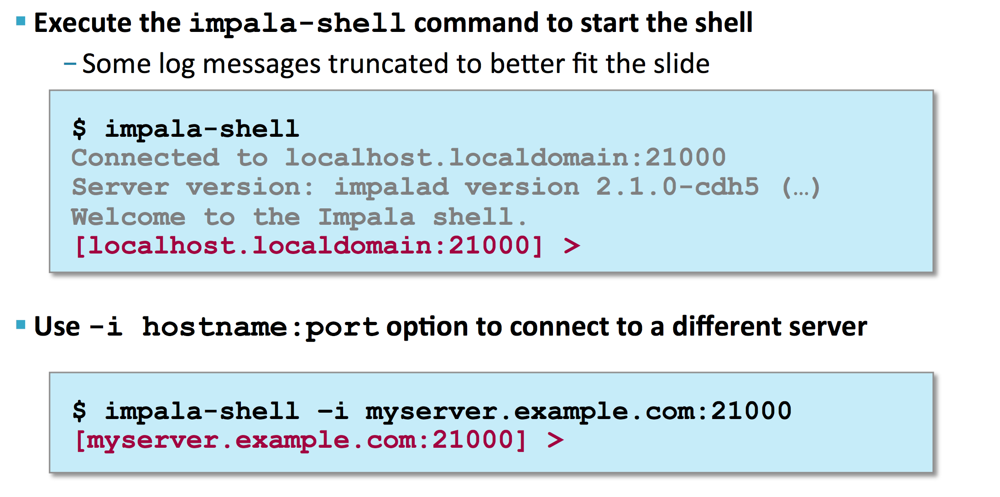 ▪ Execute the impala-shell command to start the shell
– Some log messages truncated to better fit the slide
$ impala-shell
Connected to localhost.localdomain:21000
Server version: impalad version 2.1.0-cdh5 (…)
Welcome to the Impala shell.
[localhost.localdomain:21000] >
▪ Use -i hostname:port option to connect to a different server
$ impala-shell –i myserver.example.com:21000
[myserver.example.com:21000] >